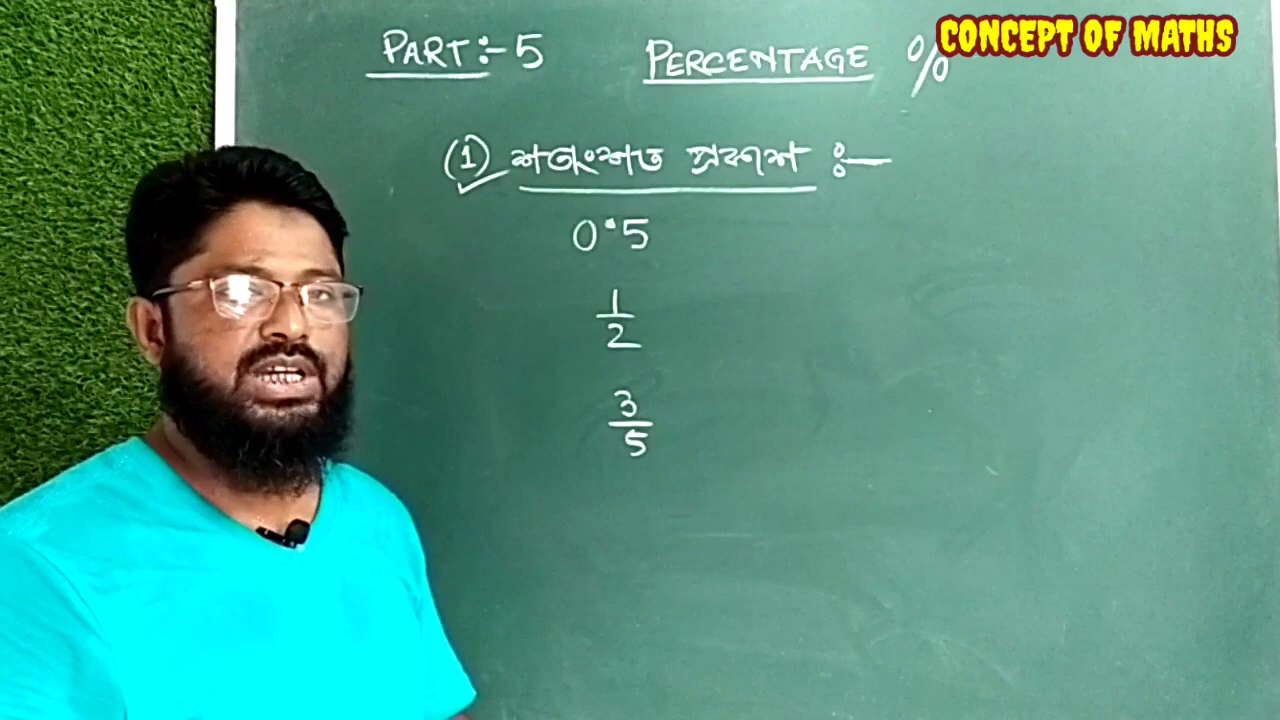 PART:- 5 PERCENTAGE %
CONCEPT OF MATHS
(1) শতাংশত প্ৰকাশ :—
0.5
1/2
3/5